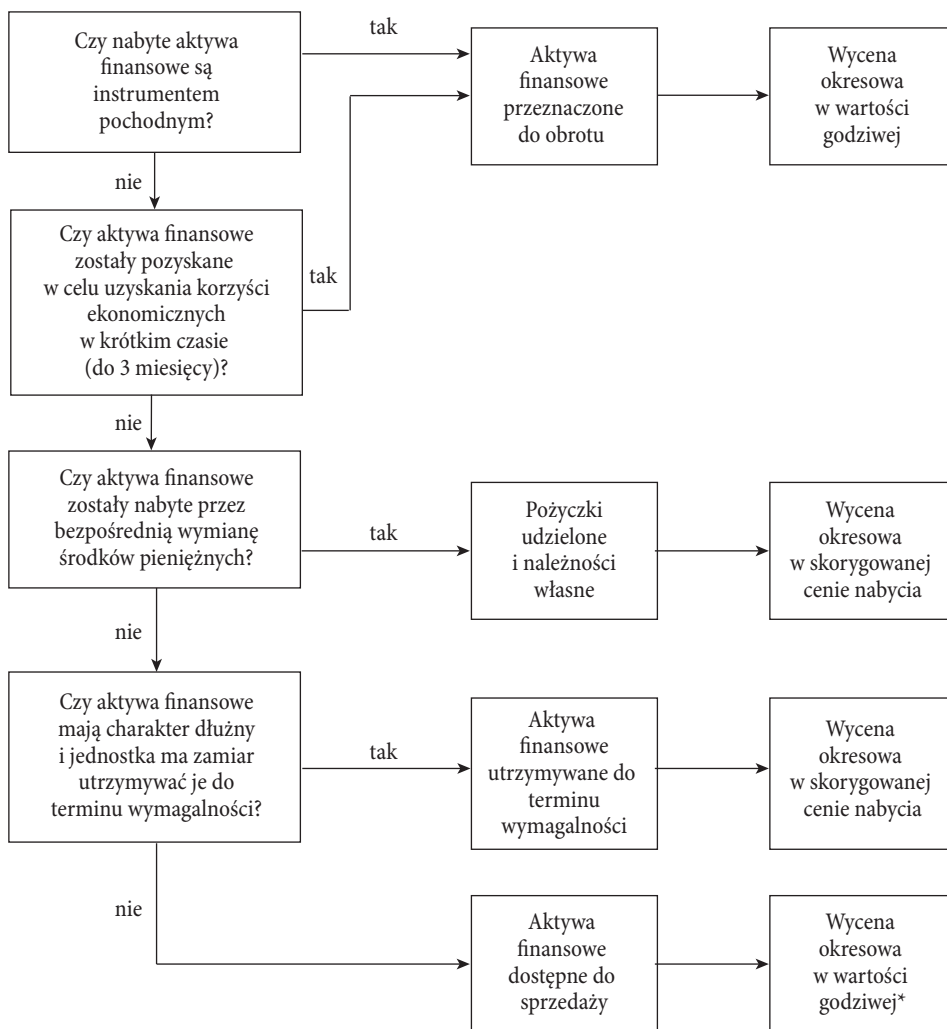 Czy nabyte aktywa
finansowe są
instrumentem
pochodnym?
tak
Aktywa
finansowe
przeznaczone
do obrotu
Wycena
okresowa
w wartości
godziwej
nie
Czy aktywa finansowe
zostały pozyskane
w celu uzyskania korzyści
ekonomicznych
w krótkim czasie
(do 3 miesięcy)?
tak
nie
Czy aktywa finansowe
zostały nabyte przez
bezpośrednią wymianę
środków pieniężnych?
tak
Pożyczki
udzielone
i należności
własne
Wycena
okresowa
w skorygowanej
cenie nabycia
nie
Czy aktywa finansowe
mają charakter dłużny
i jednostka ma zamiar
utrzymywać je do
terminu wymagalności?
tak
Aktywa
finansowe
utrzymywane do
terminu
wymagalności
Wycena
okresowa
w skorygowanej
cenie nabycia
nie
Aktywa
finansowe
dostępne do
sprzedaży
Wycena
okresowa
w wartości
godziwej*